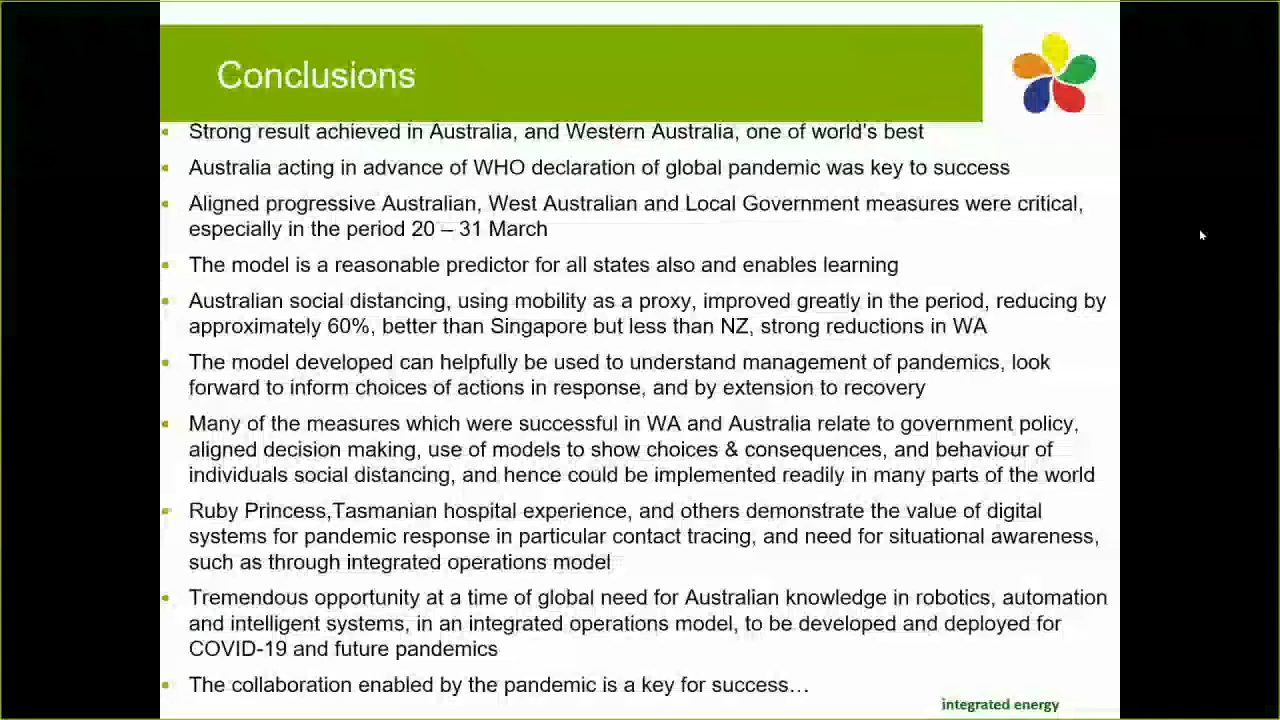 Conclusions
Strong result achieved in Australia, and Western Australia, one of world's best
Australia acting in advance of WHO declaration of global pandemic was key to success
Aligned progressive Australian, West Australian and Local Government measures were critical,
especially in the period 20 – 31 March
The model is a reasonable predictor for all states also and enables learning
Australian social distancing, using mobility as a proxy, improved greatly in the period, reducing by
approximately 60%, better than Singapore but less than NZ, strong reductions in WA
The model developed can helpfully be used to understand management of pandemics, look
forward to inform choices of actions in response, and by extension to recovery
Many of the measures which were successful in WA and Australia relate to government policy,
aligned decision making, use of models to show choices & consequences, and behaviour of
individuals social distancing, and hence could be implemented readily in many parts of the world
Ruby Princess,Tasmanian hospital experience, and others demonstrate the value of digital
systems for pandemic response in particular contact tracing, and need for situational awareness,
such as through integrated operations model
Tremendous opportunity at a time of global need for Australian knowledge in robotics, automation
and intelligent systems, in an integrated operations model, to be developed and deployed for
COVID-19 and future pandemics
The collaboration enabled by the pandemic is a key for success…
integrated energy